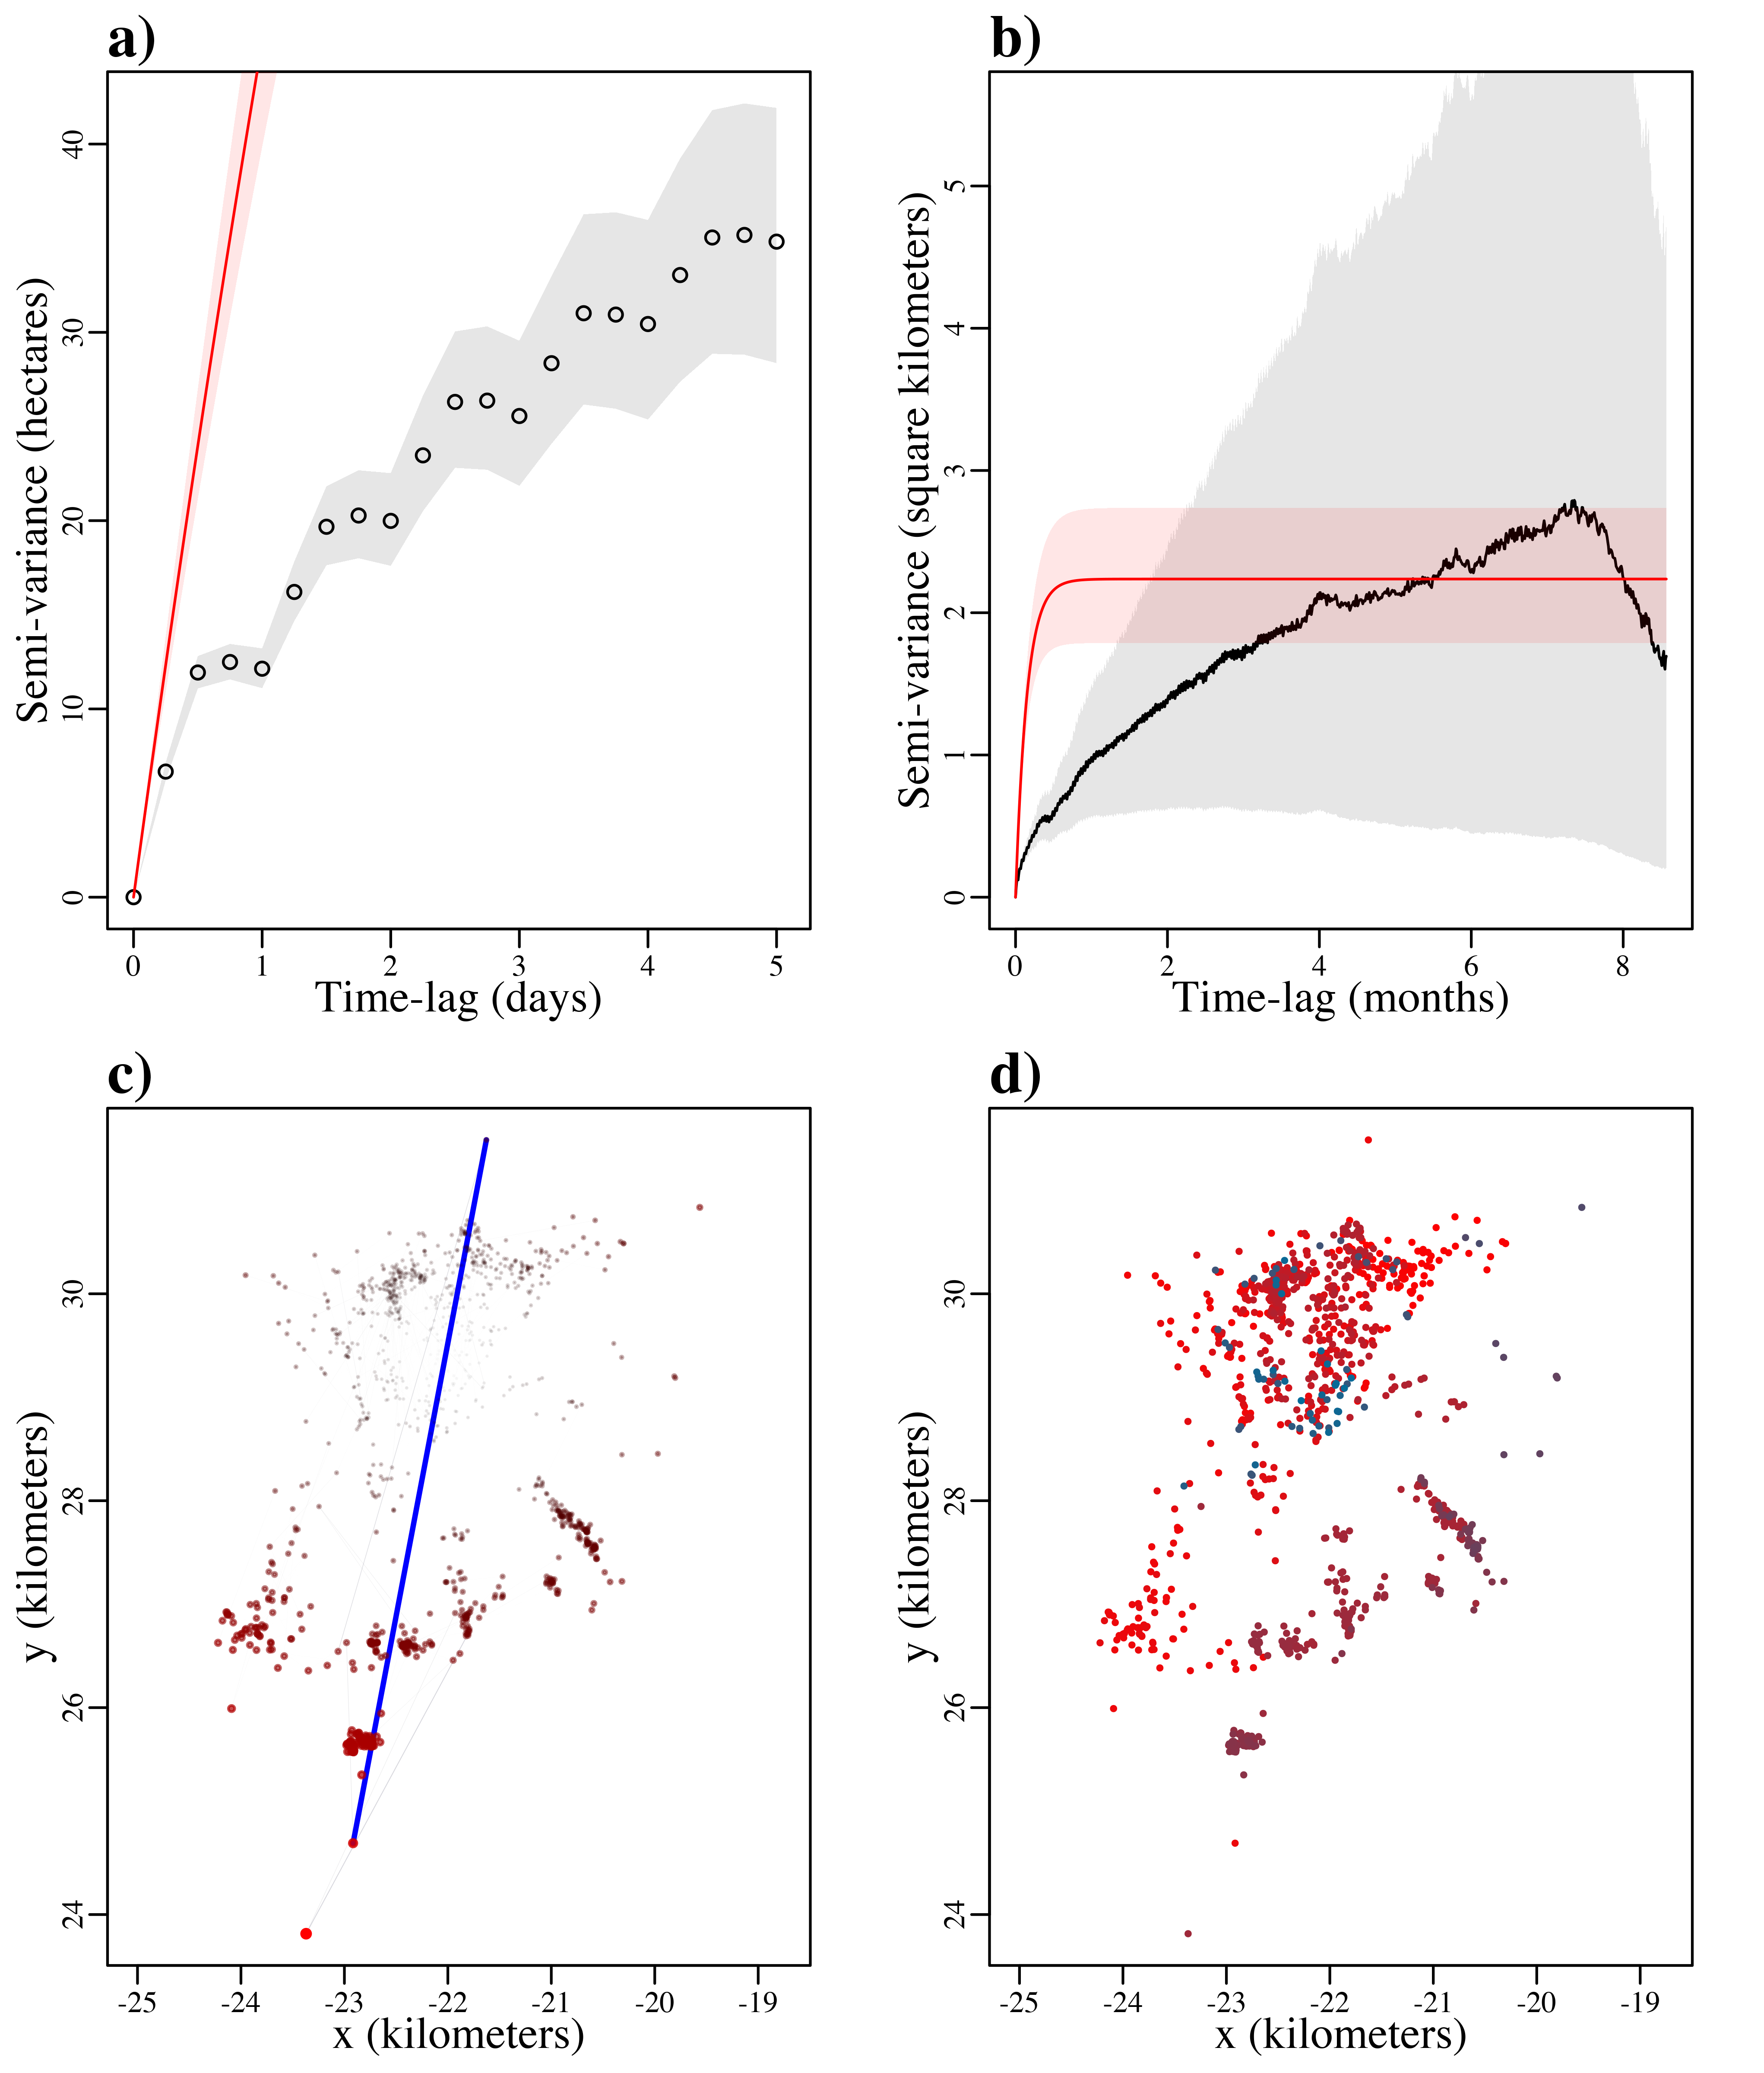 a)
Semi-variance (hectares)
0 10 20 30 40
0 1 2 3 4 5
Time-lag (days)
b)
Semi-variance (square kilometers)
0 1 2 3 4 5
0 2 4 6 8
Time-lag (months)
c)
y (kilometers)
24 26 28 30
-25 -24 -23 -22 -21 -20 -19
x (kilometers)
d)
y (kilometers)
24 26 28 30
-25 -24 -23 -22 -21 -20 -19
x (kilometers)